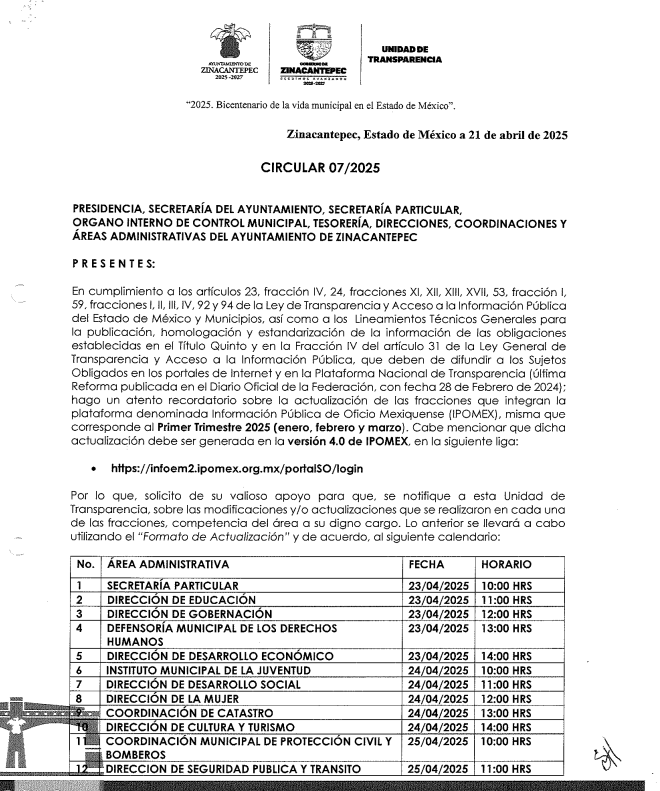 AYUNTAMIENTO DE
ZINACANTEPEC
2025 -2027
GOBIERNO DE
ZINACANTEPEC
2025 - 2027
UNIDAD DE
TRANSPARENCIA
“2025. Bicentenario de la vida municipal en el Estado de México”.
Zinacantepec, Estado de México a 21 de abril de 2025
CIRCULAR 07/2025
PRESIDENCIA, SECRETARÍA DEL AYUNTAMIENTO, SECRETARÍA PARTICULAR,
ORGANO INTERNO DE CONTROL MUNICIPAL, TESORERÍA, DIRECCIONES, COORDINACIONES Y
ÁREAS ADMINISTRATIVAS DEL AYUNTAMIENTO DE ZINACANTEPEC
P R E S E N T E S:
En cumplimiento a los artículos 23, fracción IV, 24, fracciones XI, XII, XIII, XVII, 53, fracción I,
59, fracciones I, II, III, IV, 92 y 94 de la Ley de Transparencia y Acceso a la Información Pública
del Estado de México y Municipios, así como a los Lineamientos Técnicos Generales para
la publicación, homologación y estandarización de la información de las obligaciones
establecidas en el Título Quinto y en la Fracción IV del artículo 31 de la Ley General de
Transparencia y Acceso a la Información Pública, que deben de difundir a los Sujetos
Obligados en los portales de Internet y en la Plataforma Nacional de Transparencia (última
Reforma publicada en el Diario Oficial de la Federación, con fecha 28 de Febrero de 2024);
hago un atento recordatorio sobre la actualización de las fracciones que integran la
plataforma denominada Información Pública de Oficio Mexiquense (IPOMEX), misma que
corresponde al Primer Trimestre 2025 (enero, febrero y marzo). Cabe mencionar que dicha
actualización debe ser generada en la versión 4.0 de IPOMEX, en la siguiente liga:
• https://infoem2.ipomex.org.mx/portalSO/login
Por lo que, solicito de su valioso apoyo para que, se notifique a esta Unidad de
Transparencia, sobre las modificaciones y/o actualizaciones que se realizaron en cada una
de las fracciones, competencia del área a su digno cargo. Lo anterior se llevará a cabo
utilizando el “Formato de Actualización” y de acuerdo, al siguiente calendario:
No. ÁREA ADMINISTRATIVA FECHA HORARIO
1 SECRETARÍA PARTICULAR 23/04/2025 10:00 HRS
2 DIRECCIÓN DE EDUCACIÓN 23/04/2025 11:00 HRS
3 DIRECCIÓN DE GOBERNACIÓN 23/04/2025 12:00 HRS
4 DEFENSORÍA MUNICIPAL DE LOS DERECHOS 23/04/2025 13:00 HRS
HUMANOS
5 DIRECCIÓN DE DESARROLLO ECONÓMICO 23/04/2025 14:00 HRS
6 INSTITUTO MUNICIPAL DE LA JUVENTUD 24/04/2025 10:00 HRS
7 DIRECCIÓN DE DESARROLLO SOCIAL 24/04/2025 11:00 HRS
8 DIRECCIÓN DE LA MUJER 24/04/2025 12:00 HRS
9 COORDINACIÓN DE CATASTRO 24/04/2025 13:00 HRS
10 DIRECCIÓN DE CULTURA Y TURISMO 24/04/2025 14:00 HRS
11 COORDINACIÓN MUNICIPAL DE PROTECCIÓN CIVIL Y 25/04/2025 10:00 HRS
BOMBEROS
12 DIRECCION DE SEGURIDAD PUBLICA Y TRANSITO 25/04/2025 11:00 HRS